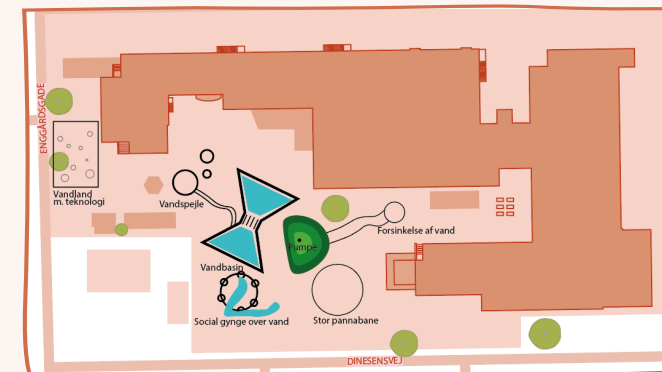 ENGGÅRDSGADE
Vandland
m. teknologi
Vandspejle
Forsinkelse af vand
Pumpe
Vandbasin
Social gynge over vand
Stor pannabane
DINESENSVEJ